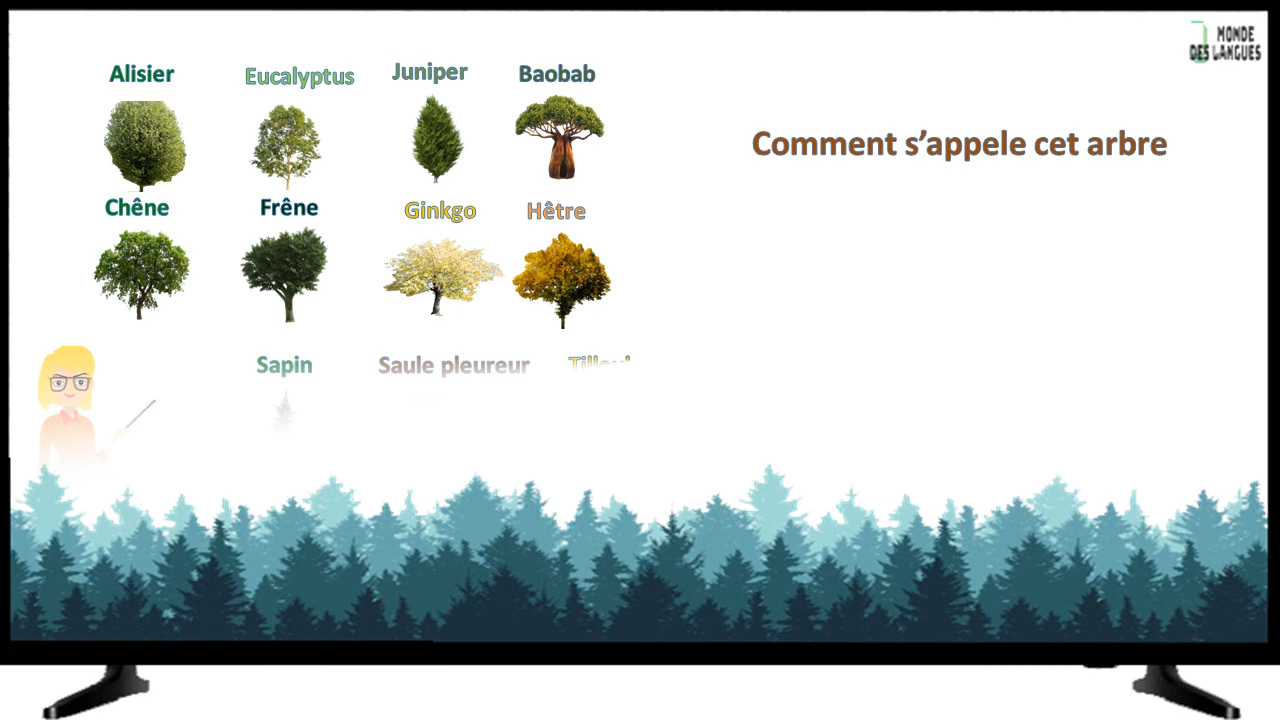 MONDE
DES LANGUES
Alisier Eucalyptus Juniper Baobab
Comment s’appele cet arbre
Chêne Frêne Ginkgo Hêtre
Sapin Saule pleureur